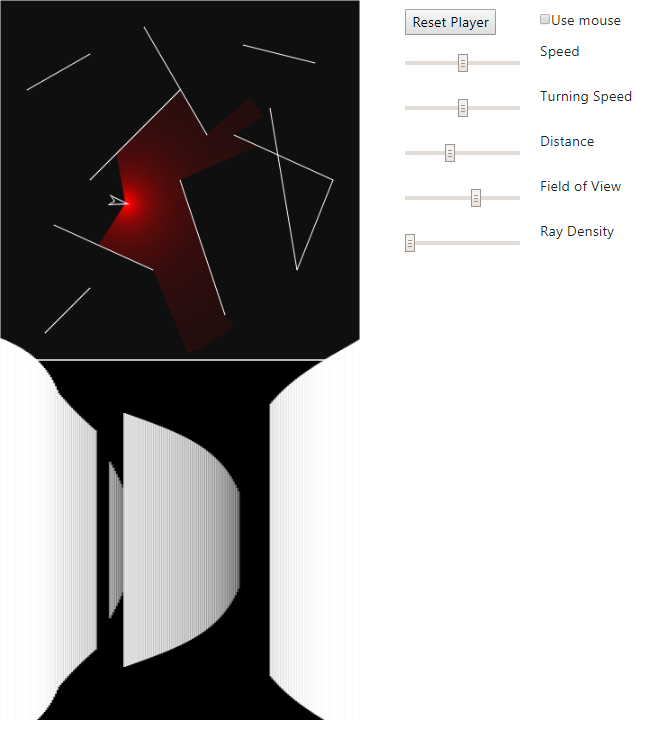 Reset Player
Use mouse
Speed
Turning Speed
Distance
Field of View
Ray Density